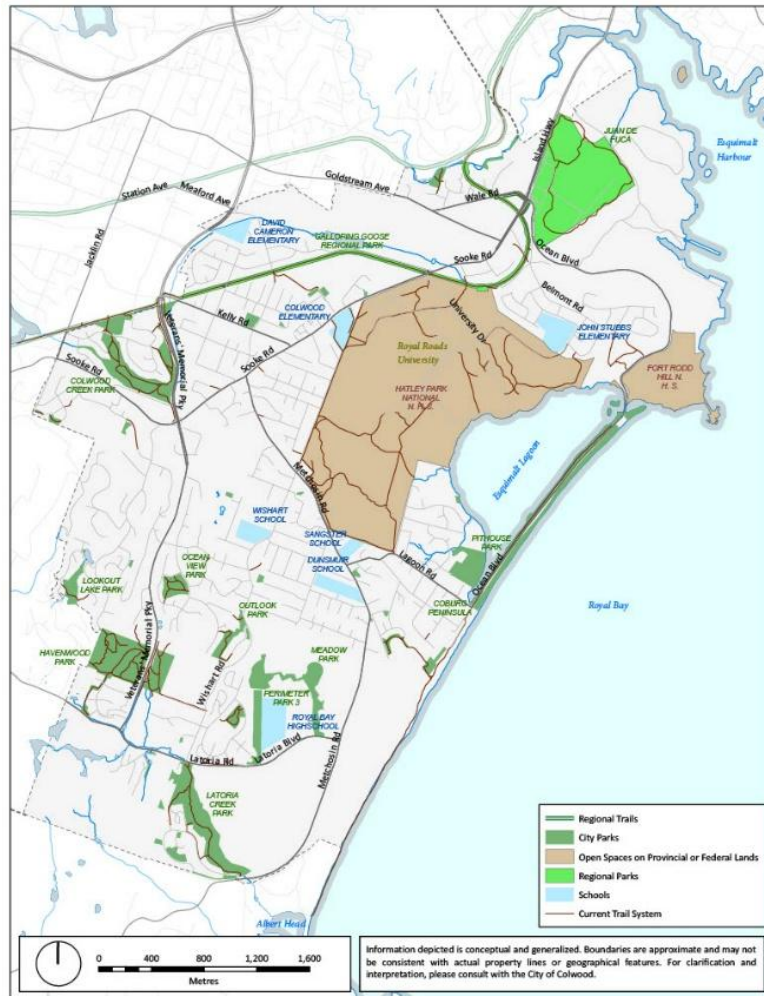 JUAN DE
FUCA
Esquimalt
Harbour
Island Hwy
Goldstream Ave
Station Ave
Meaford Ave
Wale Rd
Jacklin Rd
DAVID
CAMERON
ELEMENTARY
GALLOPING GOOSE
REGIONAL PARK
Sooke Rd
Ocean Blvd
Belmont Rd
COLWOOD
ELEMENTARY
Kelly Rd
University Dr
JOHN STUBBS
ELEMENTARY
Veterans' Memorial Pky
Sooke Rd
Sooke Rd
Royal Roads
University
COLWOOD
CREEK PARK
HATLEY PARK
NATIONAL
N. H. S.
FORT RODD
HILL N.
H. S.
Esquimalt Lagoon
Metchosin Rd
WISHART
SCHOOL
SANGSTER
SCHOOL
DUNSMUIR
SCHOOL
Lagoon Rd
PITHOUSE
PARK
Ocean Blvd
OCEAN
VIEW
PARK
LOOKOUT
LAKE PARK
COBURG
PENINSULA
Royal Bay
OUTLOOK
PARK
Veterans' Memorial Pky
HAVENWOOD
PARK
MEADOW
PARK
Wishart Rd
PERIMETER
PARK 3
ROYAL BAY
HIGHSCHOOL
Latoria Rd
Latoria Blvd
Metchosin Rd
LATORIA
CREEK
PARK
Albert Head
Regional Trails
City Parks
Open Spaces on Provincial or Federal Lands
Regional Parks
Schools
Current Trail System
0 400 800 1,200 1,600
Metres
Information depicted is conceptual and generalized. Boundaries are approximate and may not
be consistent with actual property lines or geographical features. For clarification and
interpretation, please consult with the City of Colwood.